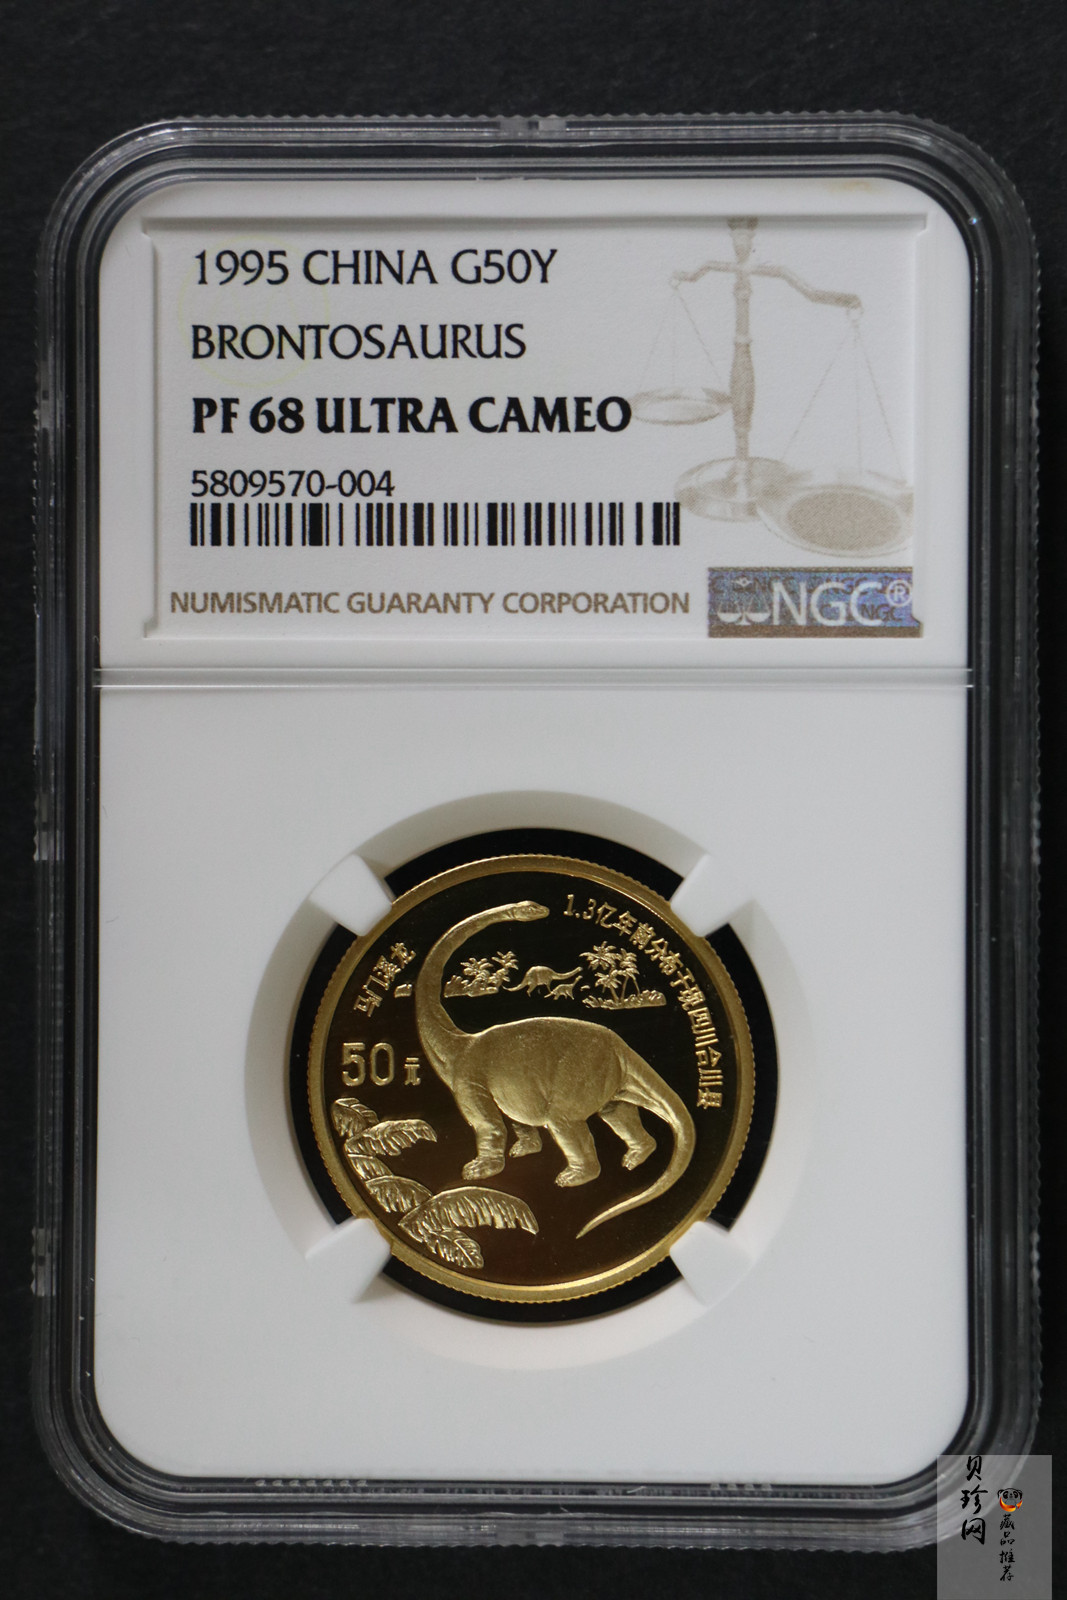 1995 CHINA G50Y
BRONTOSAURUS
PF 68 ULTRA CAMEO
5809570-004
NUMISMATIC GUARANTY CORPORATION
NGC®
NGC
马门溪龙
50元
1.3亿年前分布于现四川合川县
贝珍网
藏品推荐